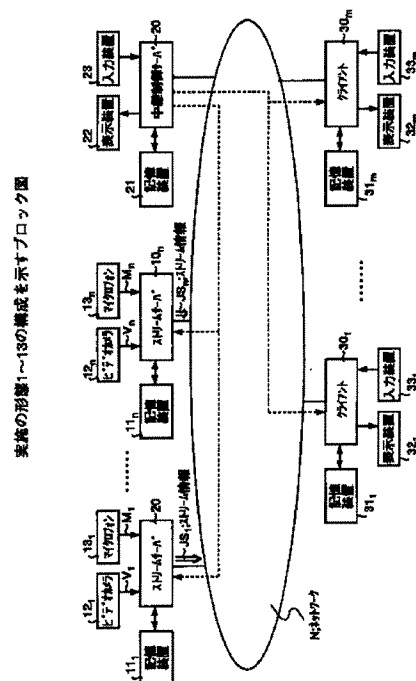 実施の形態1～13の構成を示すブロック図
12₁ 13₁ 12ₙ 13ₙ 22 23
ビデオカメラ マイクロフォン ビデオカメラ マイクロフォン 表示装置 入力装置
～V₁ ～M₁ ……… ～Vₙ ～Mₙ
11₁ 20 11ₙ 10ₙ 21 20
記憶装置 ストリームサーバ 記憶装置 ストリームサーバ 記憶装置 中継制御サーバ
～JS₁;ストリーム情報 ～JSₙ;ストリーム情報
N;ネットワーク
30₁ 30ₘ
記憶装置 クライアント ……… 記憶装置 クライアント
31₁ 31ₘ
表示装置 入力装置 表示装置 入力装置
32₁ 33₁ 32ₘ 33ₘ